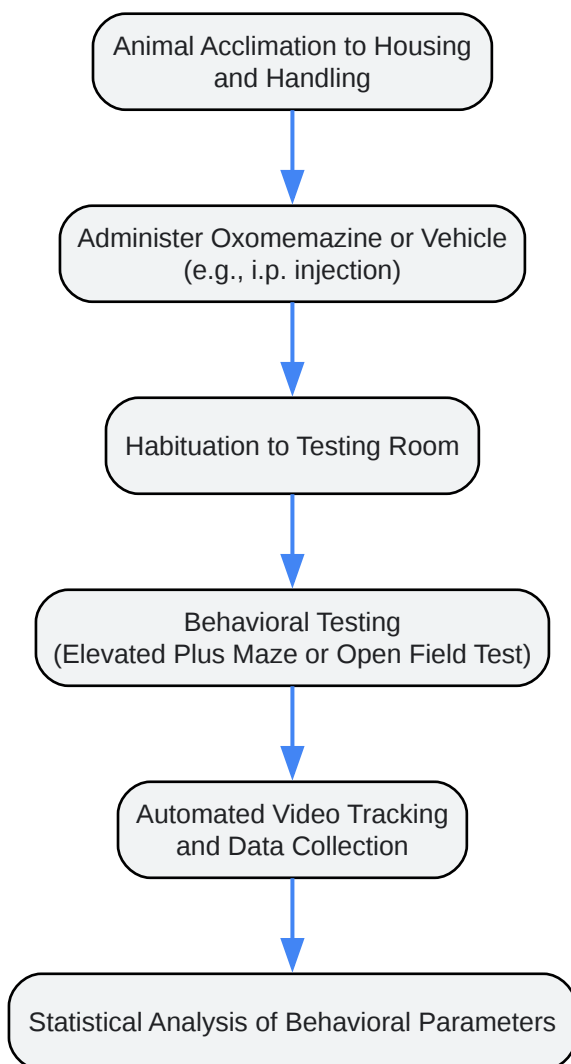 Animal Acclimation to Housing
and Handling
Administer Oxomemazine or Vehicle
(e.g., i.p. injection)
Habituation to Testing Room
Behavioral Testing
(Elevated Plus Maze or Open Field Test)
Automated Video Tracking
and Data Collection
Statistical Analysis of Behavioral Parameters